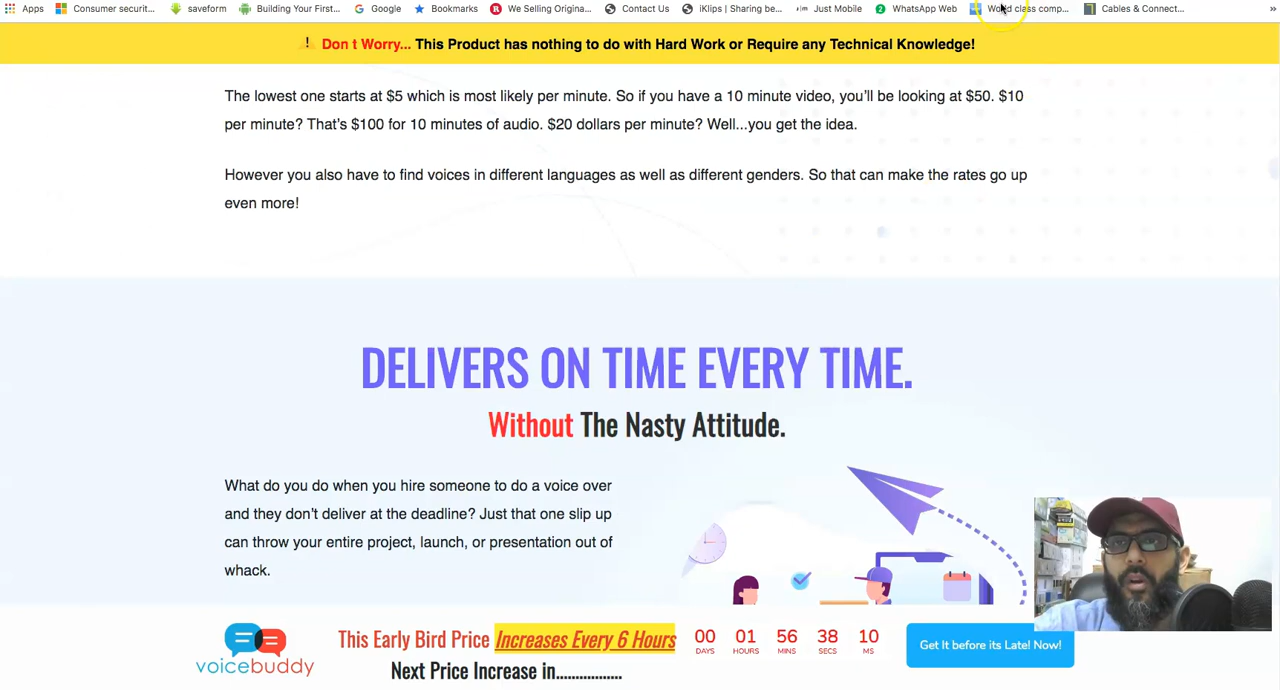 Apps Consumer securit... saveform Building Your First... Google Bookmarks We Selling Origina... Contact Us iKlips | Sharing be... Just Mobile WhatsApp Web World class comp... Cables & Connect... »
Don t Worry... This Product has nothing to do with Hard Work or Require any Technical Knowledge!
The lowest one starts at $5 which is most likely per minute. So if you have a 10 minute video, you'll be looking at $50. $10
per minute? That's $100 for 10 minutes of audio. $20 dollars per minute? Well...you get the idea.
However you also have to find voices in different languages as well as different genders. So that can make the rates go up
even more!
DELIVERS ON TIME EVERY TIME.
Without The Nasty Attitude.
What do you do when you hire someone to do a voice over
and they don't deliver at the deadline? Just that one slip up
can throw your entire project, launch, or presentation out of
whack.
voicebuddy
This Early Bird Price Increases Every 6 Hours
Next Price Increase in.................
00 01 56 38 10
DAYS HOURS MINS SECS MS
Get It before its Late! Now!